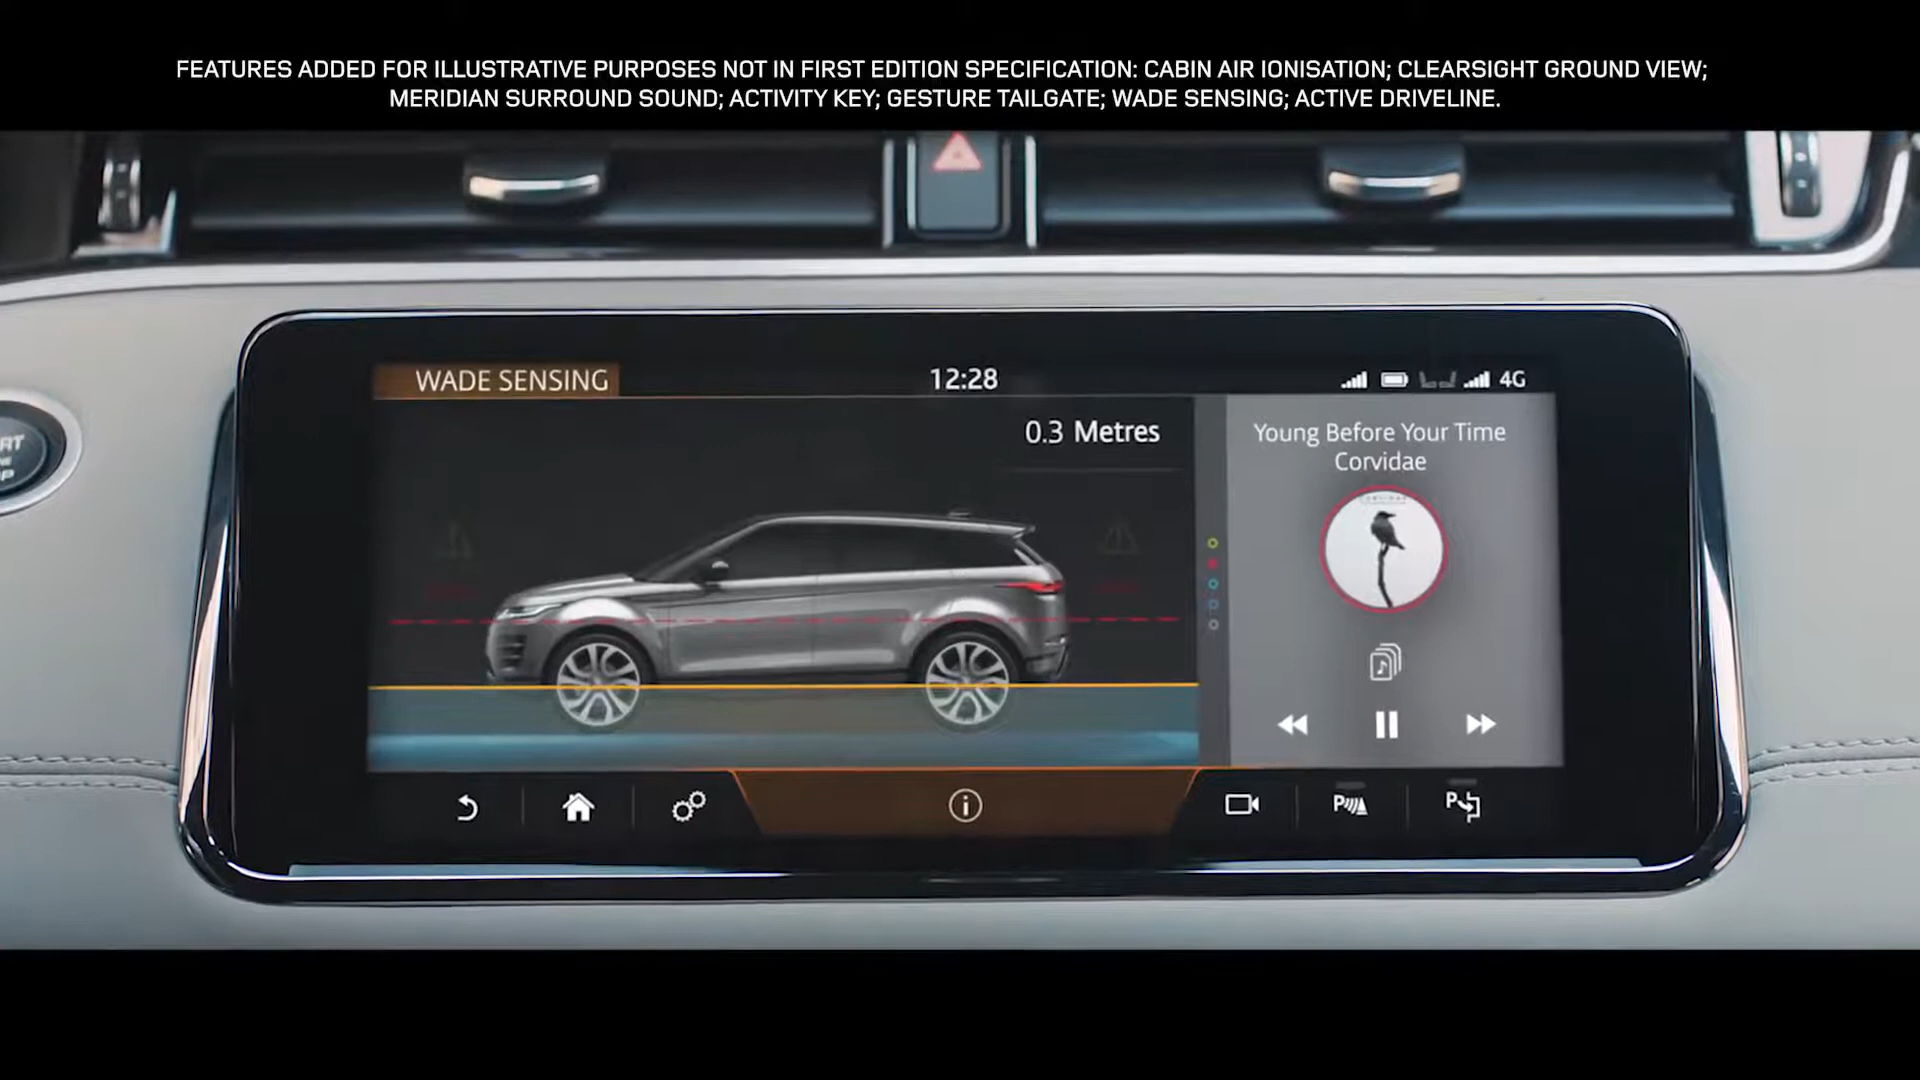 FEATURES ADDED FOR ILLUSTRATIVE PURPOSES NOT IN FIRST EDITION SPECIFICATION: CABIN AIR IONISATION; CLEARSIGHT GROUND VIEW;
MERIDIAN SURROUND SOUND; ACTIVITY KEY; GESTURE TAILGATE; WADE SENSING; ACTIVE DRIVELINE.
WADE SENSING
12:28
4G
0.3 Metres
Young Before Your Time
Corvidae